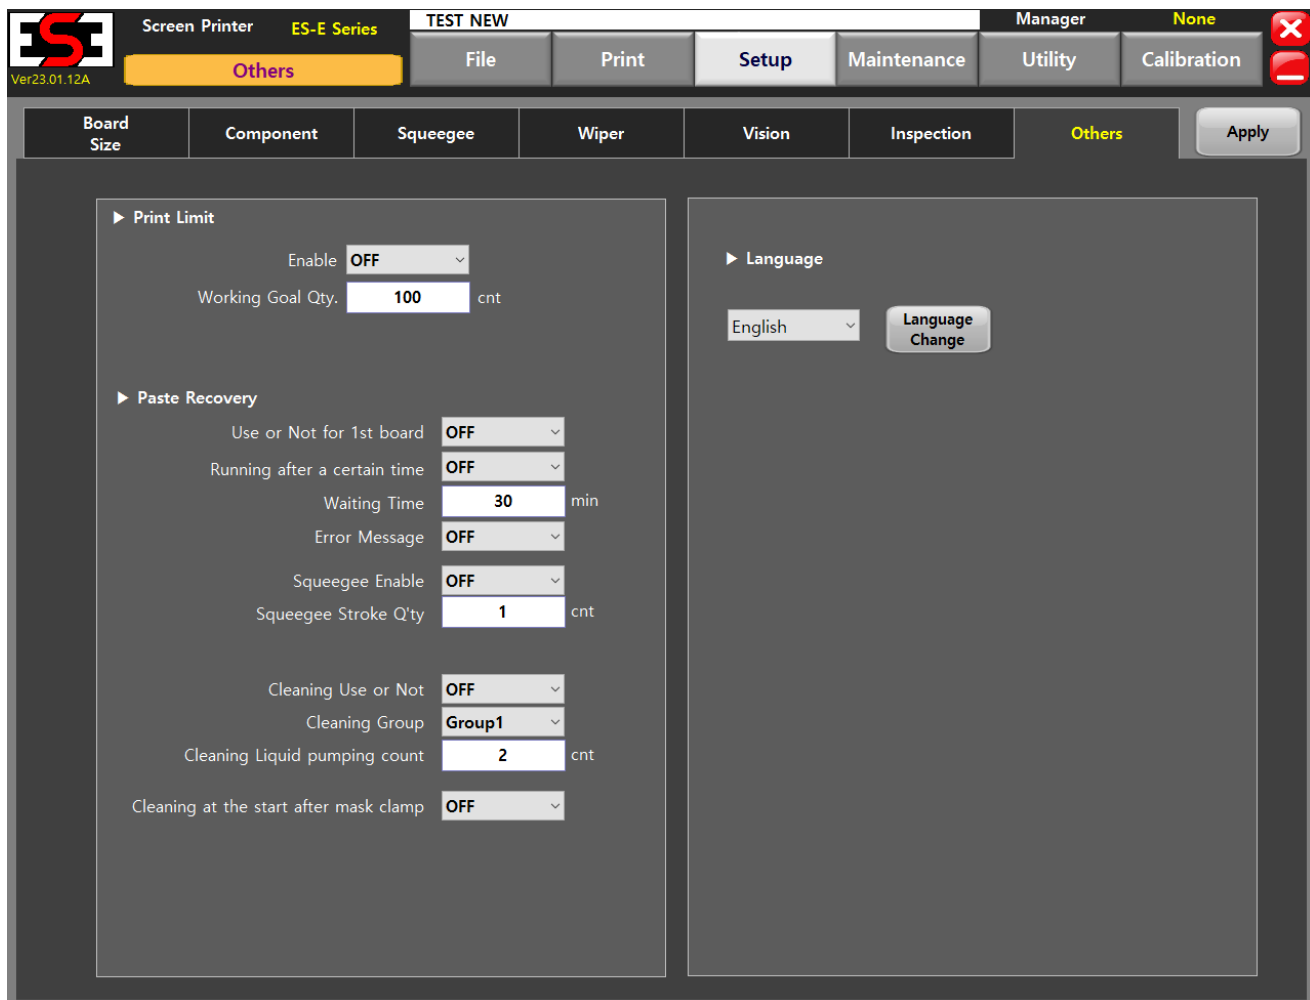 ESE
Screen Printer
ES-E Series
TEST NEW
Manager
None
Ver23.01.12A
Others
File
Print
Setup
Maintenance
Utility
Calibration
Board
Size
Component
Squeegee
Wiper
Vision
Inspection
Others
Apply
▶ Print Limit
Enable OFF
Working Goal Qty. 100 cnt
▶ Paste Recovery
Use or Not for 1st board OFF
Running after a certain time OFF
Waiting Time 30 min
Error Message OFF
Squeegee Enable OFF
Squeegee Stroke Q'ty 1 cnt
Cleaning Use or Not OFF
Cleaning Group Group1
Cleaning Liquid pumping count 2 cnt
Cleaning at the start after mask clamp OFF
▶ Language
English
Language
Change